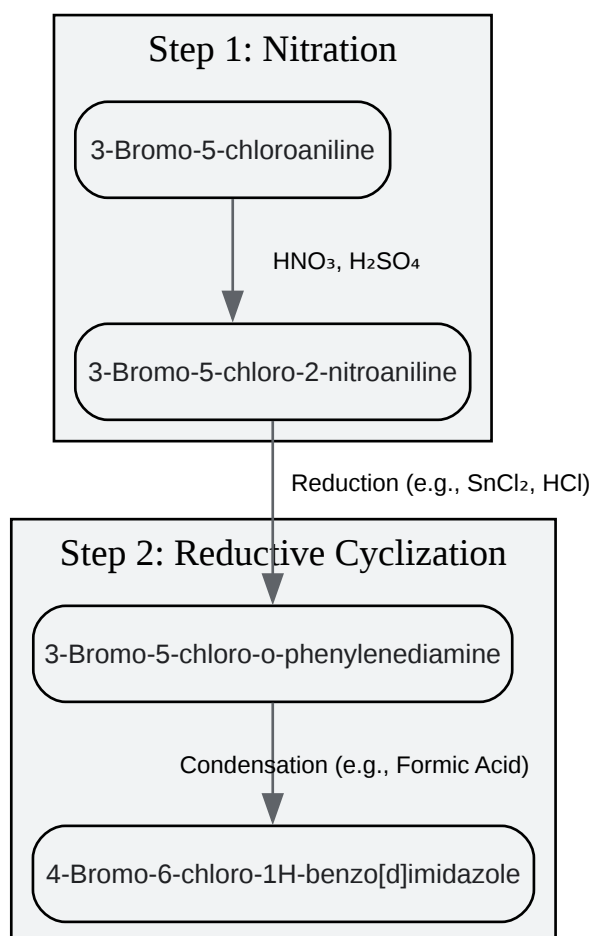 Step 1: Nitration
3-Bromo-5-chloroaniline
HNO₃, H₂SO₄
3-Bromo-5-chloro-2-nitroaniline
Reduction (e.g., SnCl₂, HCl)
Step 2: Reductive Cyclization
3-Bromo-5-chloro-o-phenylenediamine
Condensation (e.g., Formic Acid)
4-Bromo-6-chloro-1H-benzo[d]imidazole